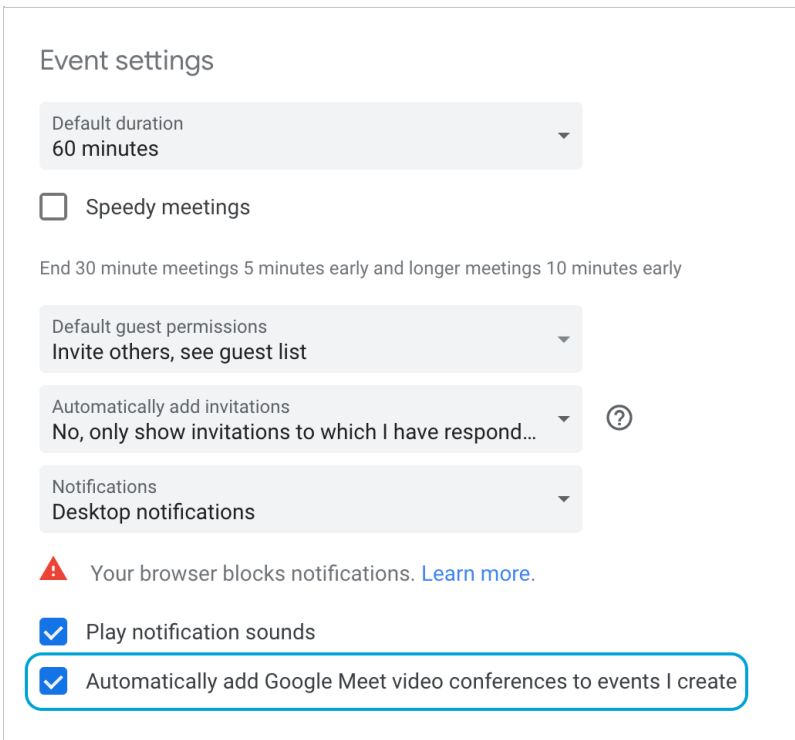 Event settings
Default duration
60 minutes
Speedy meetings
End 30 minute meetings 5 minutes early and longer meetings 10 minutes early
Default guest permissions
Invite others, see guest list
Automatically add invitations
No, only show invitations to which I have respond...
Notifications
Desktop notifications
Your browser blocks notifications. Learn more.
Play notification sounds
Automatically add Google Meet video conferences to events I create